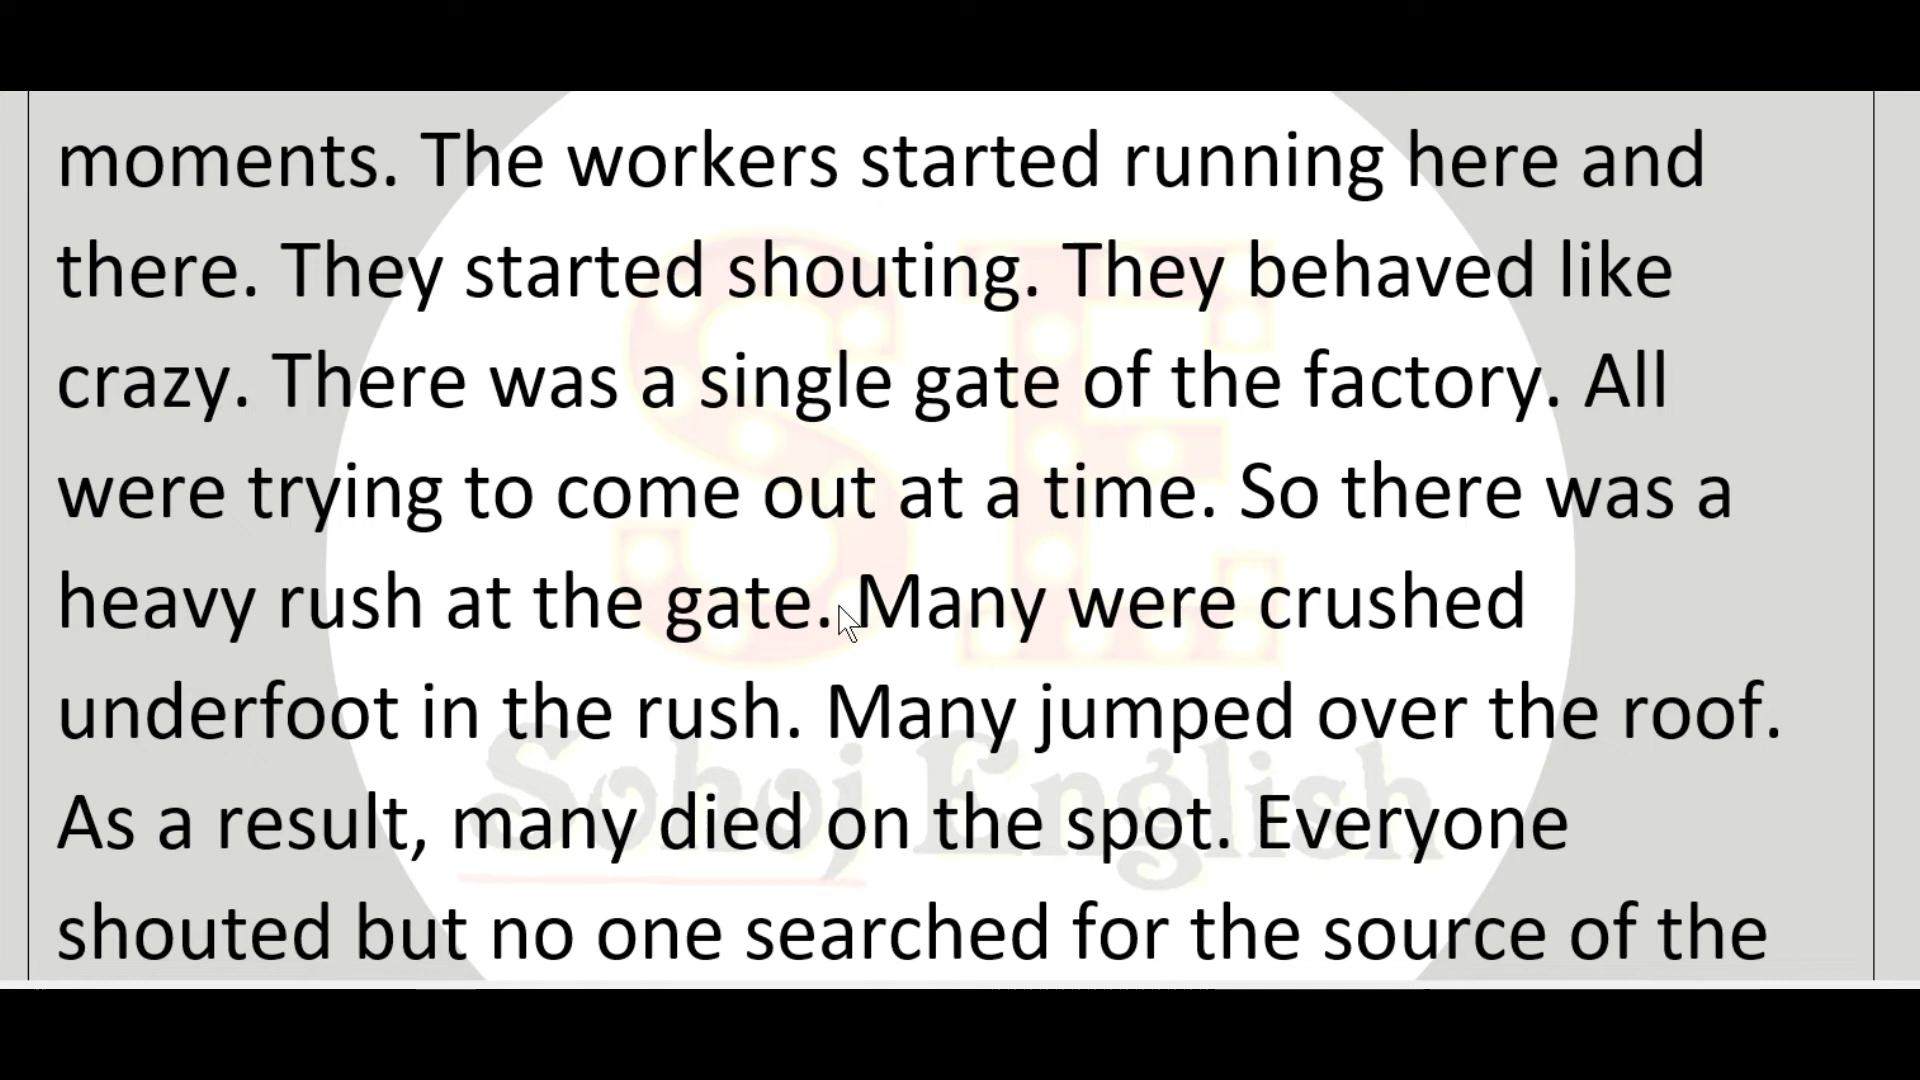 moments. The workers started running here and
there. They started shouting. They behaved like
crazy. There was a single gate of the factory. All
were trying to come out at a time. So there was a
heavy rush at the gate. Many were crushed
underfoot in the rush. Many jumped over the roof.
As a result, many died on the spot. Everyone
shouted but no one searched for the source of the
SE
Sohoj English